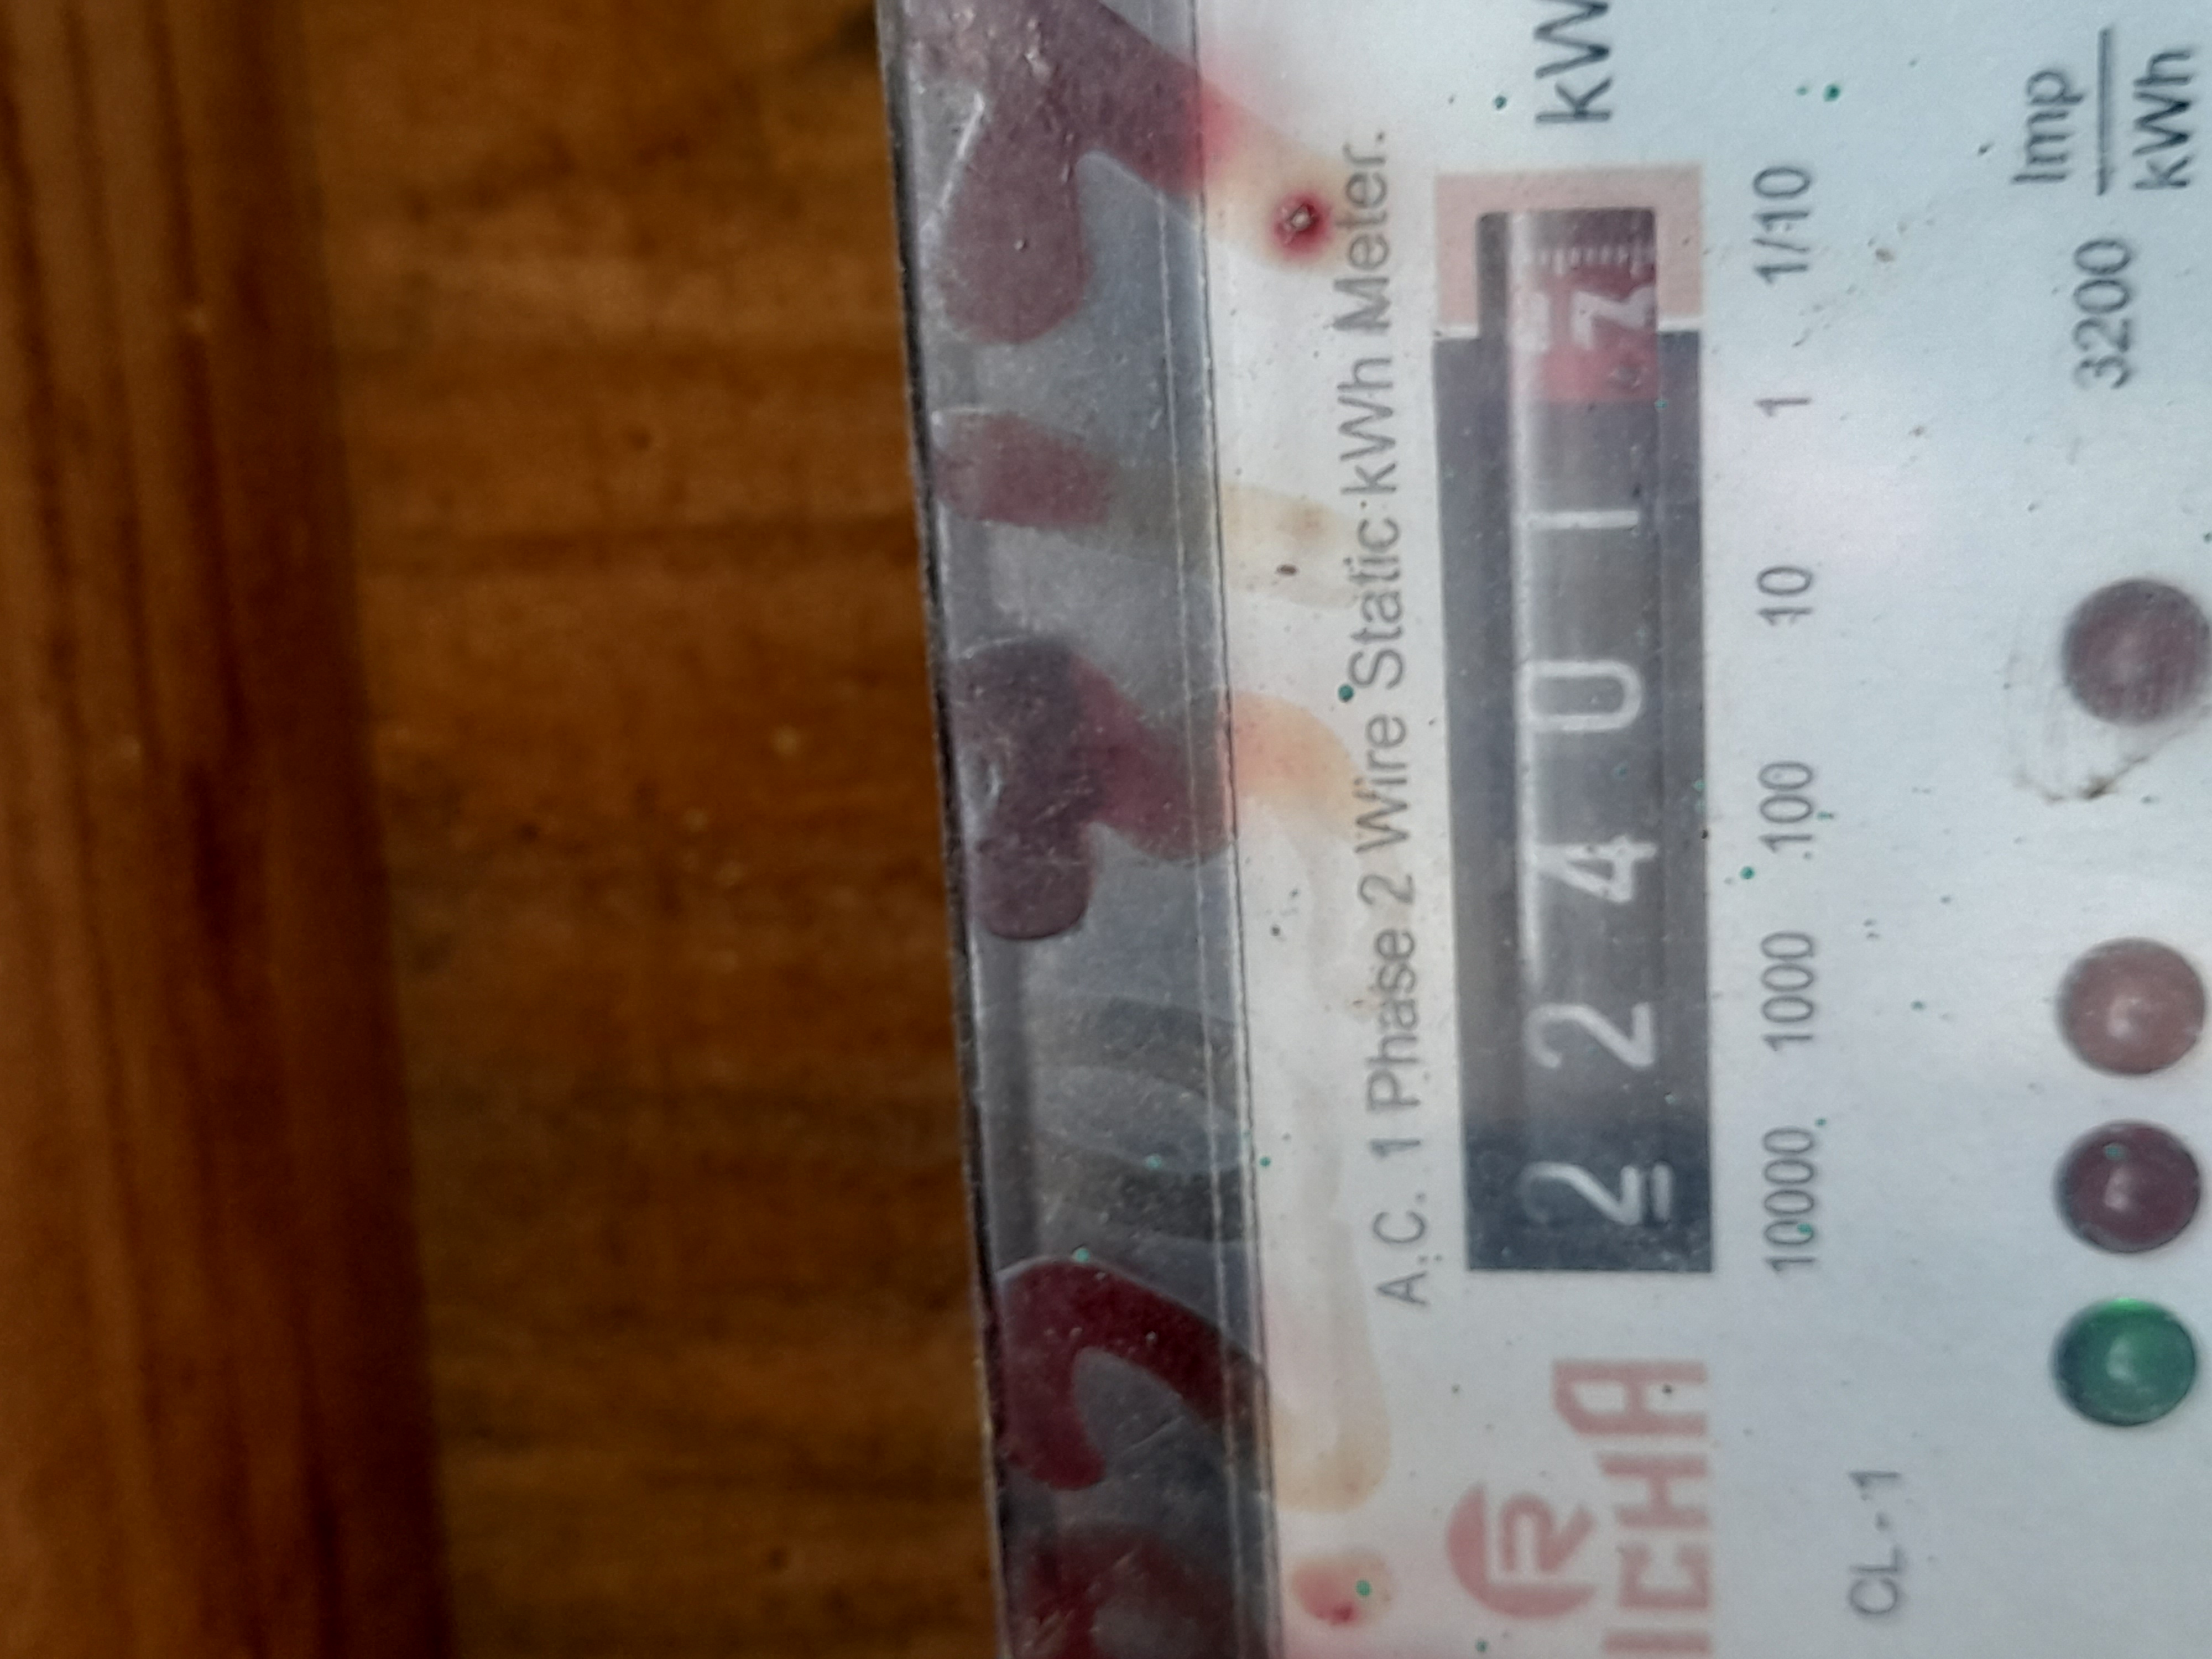 A.C. 1 Phase 2 Wire Static kWh Meter.
2 2 4 0 1
kW
10000 1000 100 10 1 1/10
R
ICHA
CL-1
3200 Imp
kWh